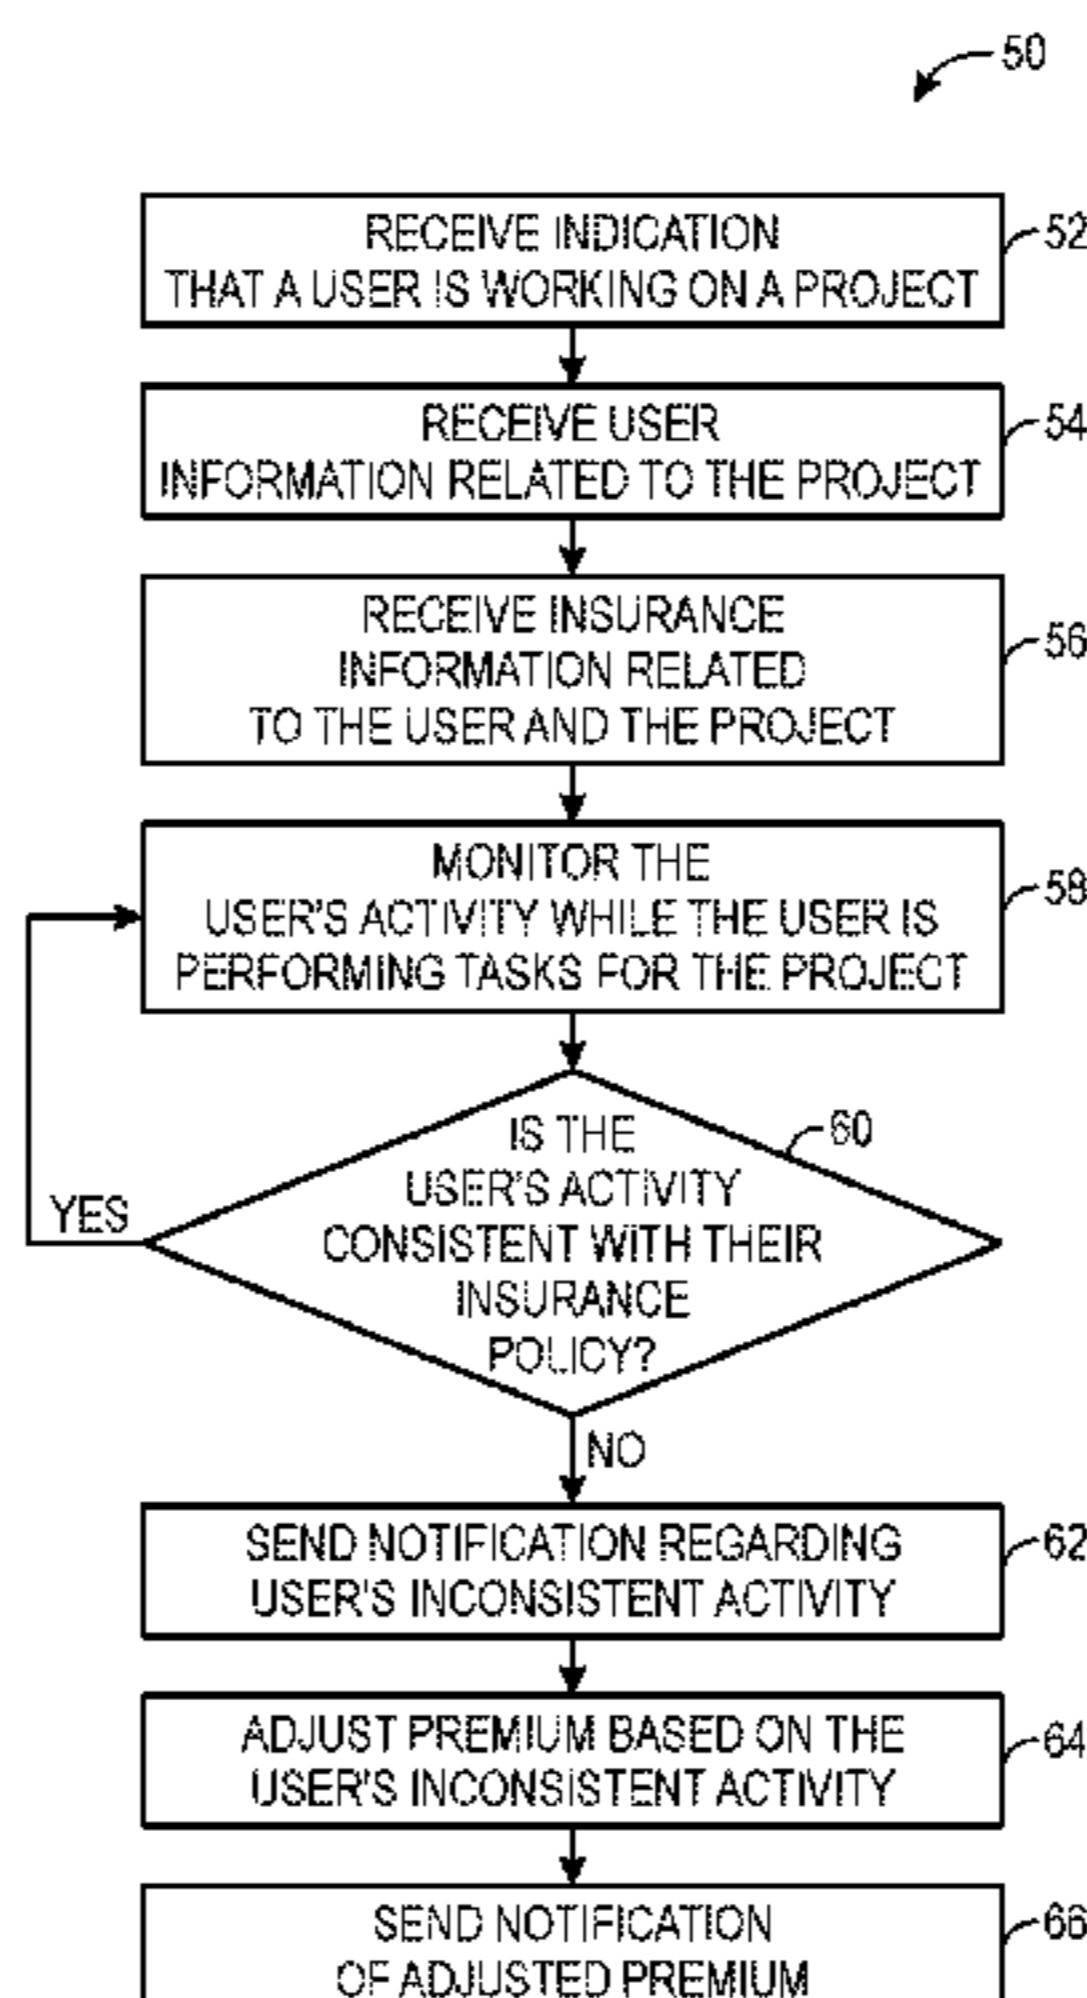 50
RECEIVE INDICATION
THAT A USER IS WORKING ON A PROJECT
52
RECEIVE USER
INFORMATION RELATED TO THE PROJECT
54
RECEIVE INSURANCE
INFORMATION RELATED
TO THE USER AND THE PROJECT
56
MONITOR THE
USER'S ACTIVITY WHILE THE USER IS
PERFORMING TASKS FOR THE PROJECT
58
IS THE
USER'S ACTIVITY
CONSISTENT WITH THEIR
INSURANCE
POLICY?
60
YES
NO
SEND NOTIFICATION REGARDING
USER'S INCONSISTENT ACTIVITY
62
ADJUST PREMIUM BASED ON THE
USER'S INCONSISTENT ACTIVITY
64
SEND NOTIFICATION
OF ADJUSTED PREMIUM
66